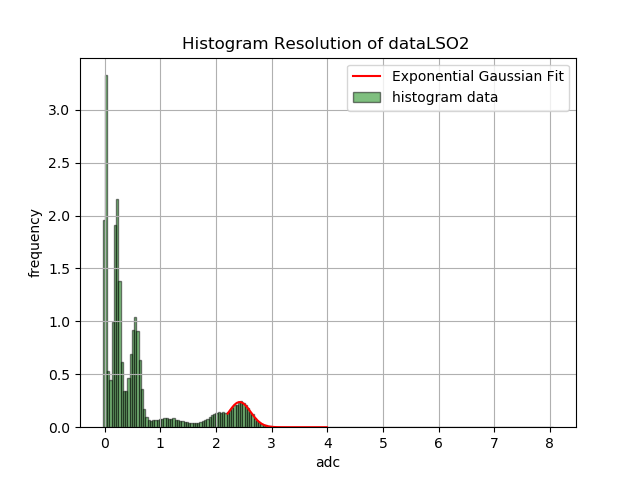 Histogram Resolution of dataLSO2
Exponential Gaussian Fit
histogram data
frequency
3.0
2.5
2.0
1.5
1.0
0.5
0.0
0 1 2 3 4 5 6 7 8
adc